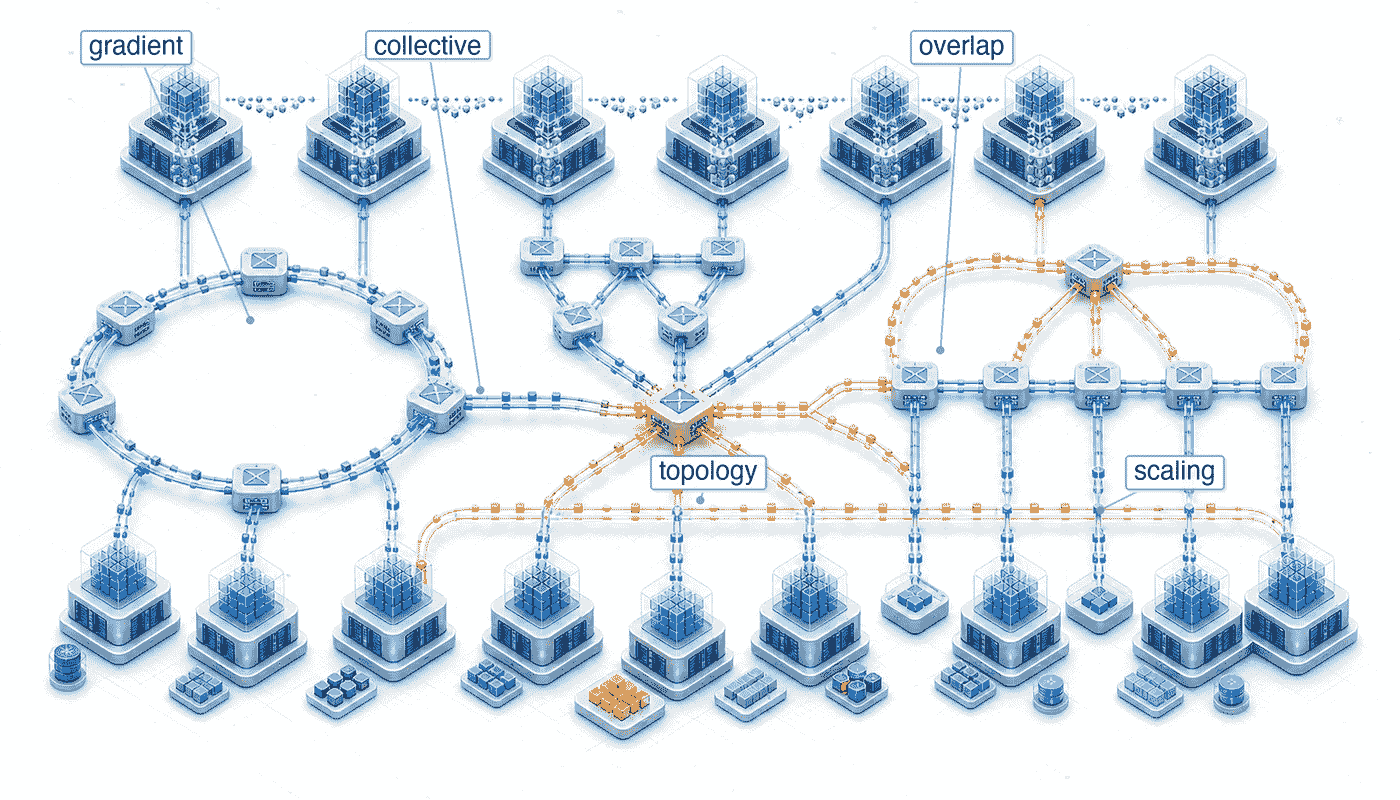 gradient
collective
overlap
topology
scaling